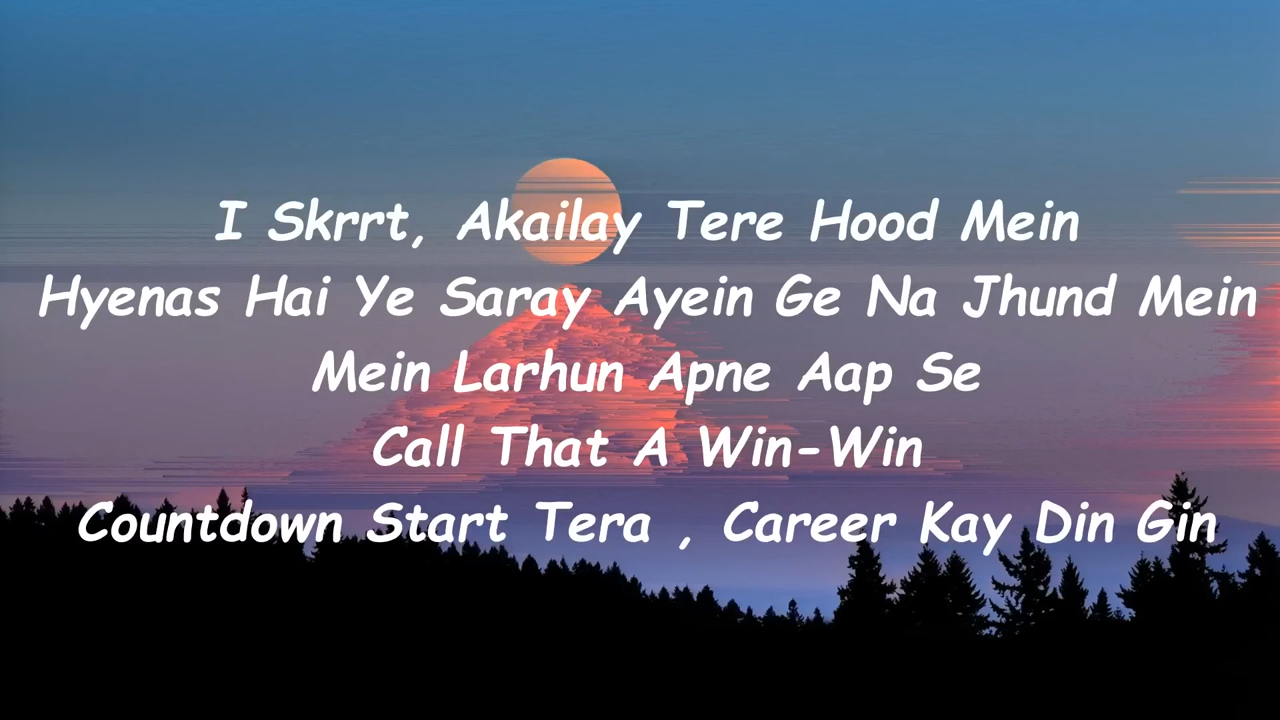 I Skrrt, Akailay Tere Hood Mein
Hyenas Hai Ye Saray Ayein Ge Na Jhund Mein
Mein Larhun Apne Aap Se
Call That A Win-Win
Countdown Start Tera , Career Kay Din Gin